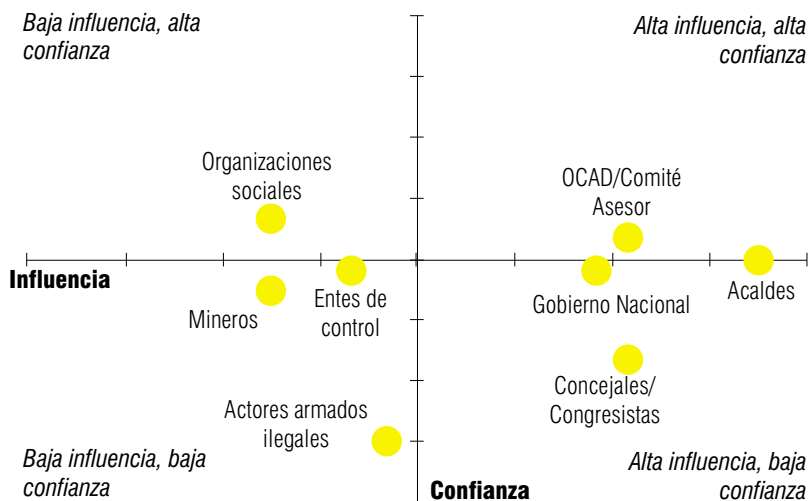 Baja influencia, alta
confianza
Alta influencia, alta
confianza
Organizaciones
sociales
OCAD/Comité
Asesor
Influencia
Mineros
Entes de
control
Gobierno Nacional
Acaldes
Concejales/
Congresistas
Actores armados
ilegales
Baja influencia, baja
confianza
Confianza
Alta influencia, baja
confianza